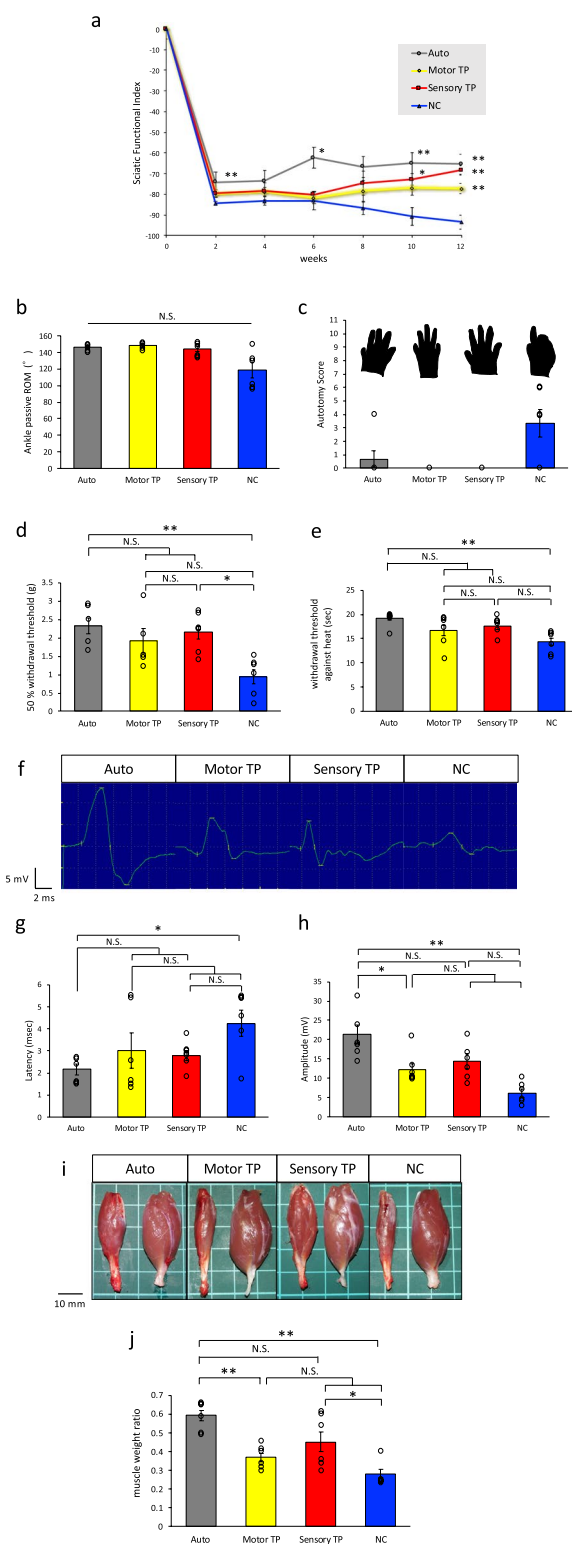 a
0
-10
-20
-30
-40
-50
-60
-70
-80
-90
-100
Sciatic Functional Index
Auto
Motor TP
Sensory TP
NC
**
*
**
*
**
**
**
0 2 4 6 8 10 12
weeks
b
N.S.
160
140
120
100
80
60
40
20
0
Ankle passive ROM (°)
Auto Motor TP Sensory TP NC
c
11
10
9
8
7
6
5
4
3
2
1
0
Autotomy Score
Auto Motor TP Sensory TP NC
d
**
N.S.
N.S.
N.S. *
3.5
3
2.5
2
1.5
1
0.5
0
50 % withdrawal threshold (g)
Auto Motor TP Sensory TP NC
e
**
N.S.
N.S.
N.S. N.S.
25
20
15
10
5
0
withdrawal threshold
against heat (sec)
Auto Motor TP Sensory TP NC
f
Auto Motor TP Sensory TP NC
5 mV
2 ms
g
*
N.S.
N.S.
N.S.
6
5
4
3
2
1
0
Latency (msec)
Auto Motor TP Sensory TP NC
h
**
N.S. N.S.
* N.S.
35
30
25
20
15
10
5
0
Amplitude (mV)
Auto Motor TP Sensory TP NC
i
Auto Motor TP Sensory TP NC
10 mm
j
**
N.S.
** N.S.
*
0.7
0.6
0.5
0.4
0.3
0.2
0.1
0
muscle weight ratio
Auto Motor TP Sensory TP NC